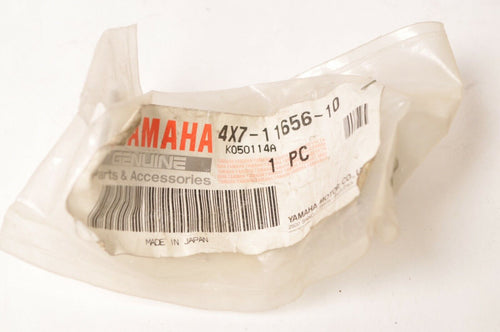 YAMAHA 4X7-11656-10
K050114A
GENUINE
Parts & Accessories
1 PC
YAMAHA MOTOR CO.,
MADE IN JAPAN